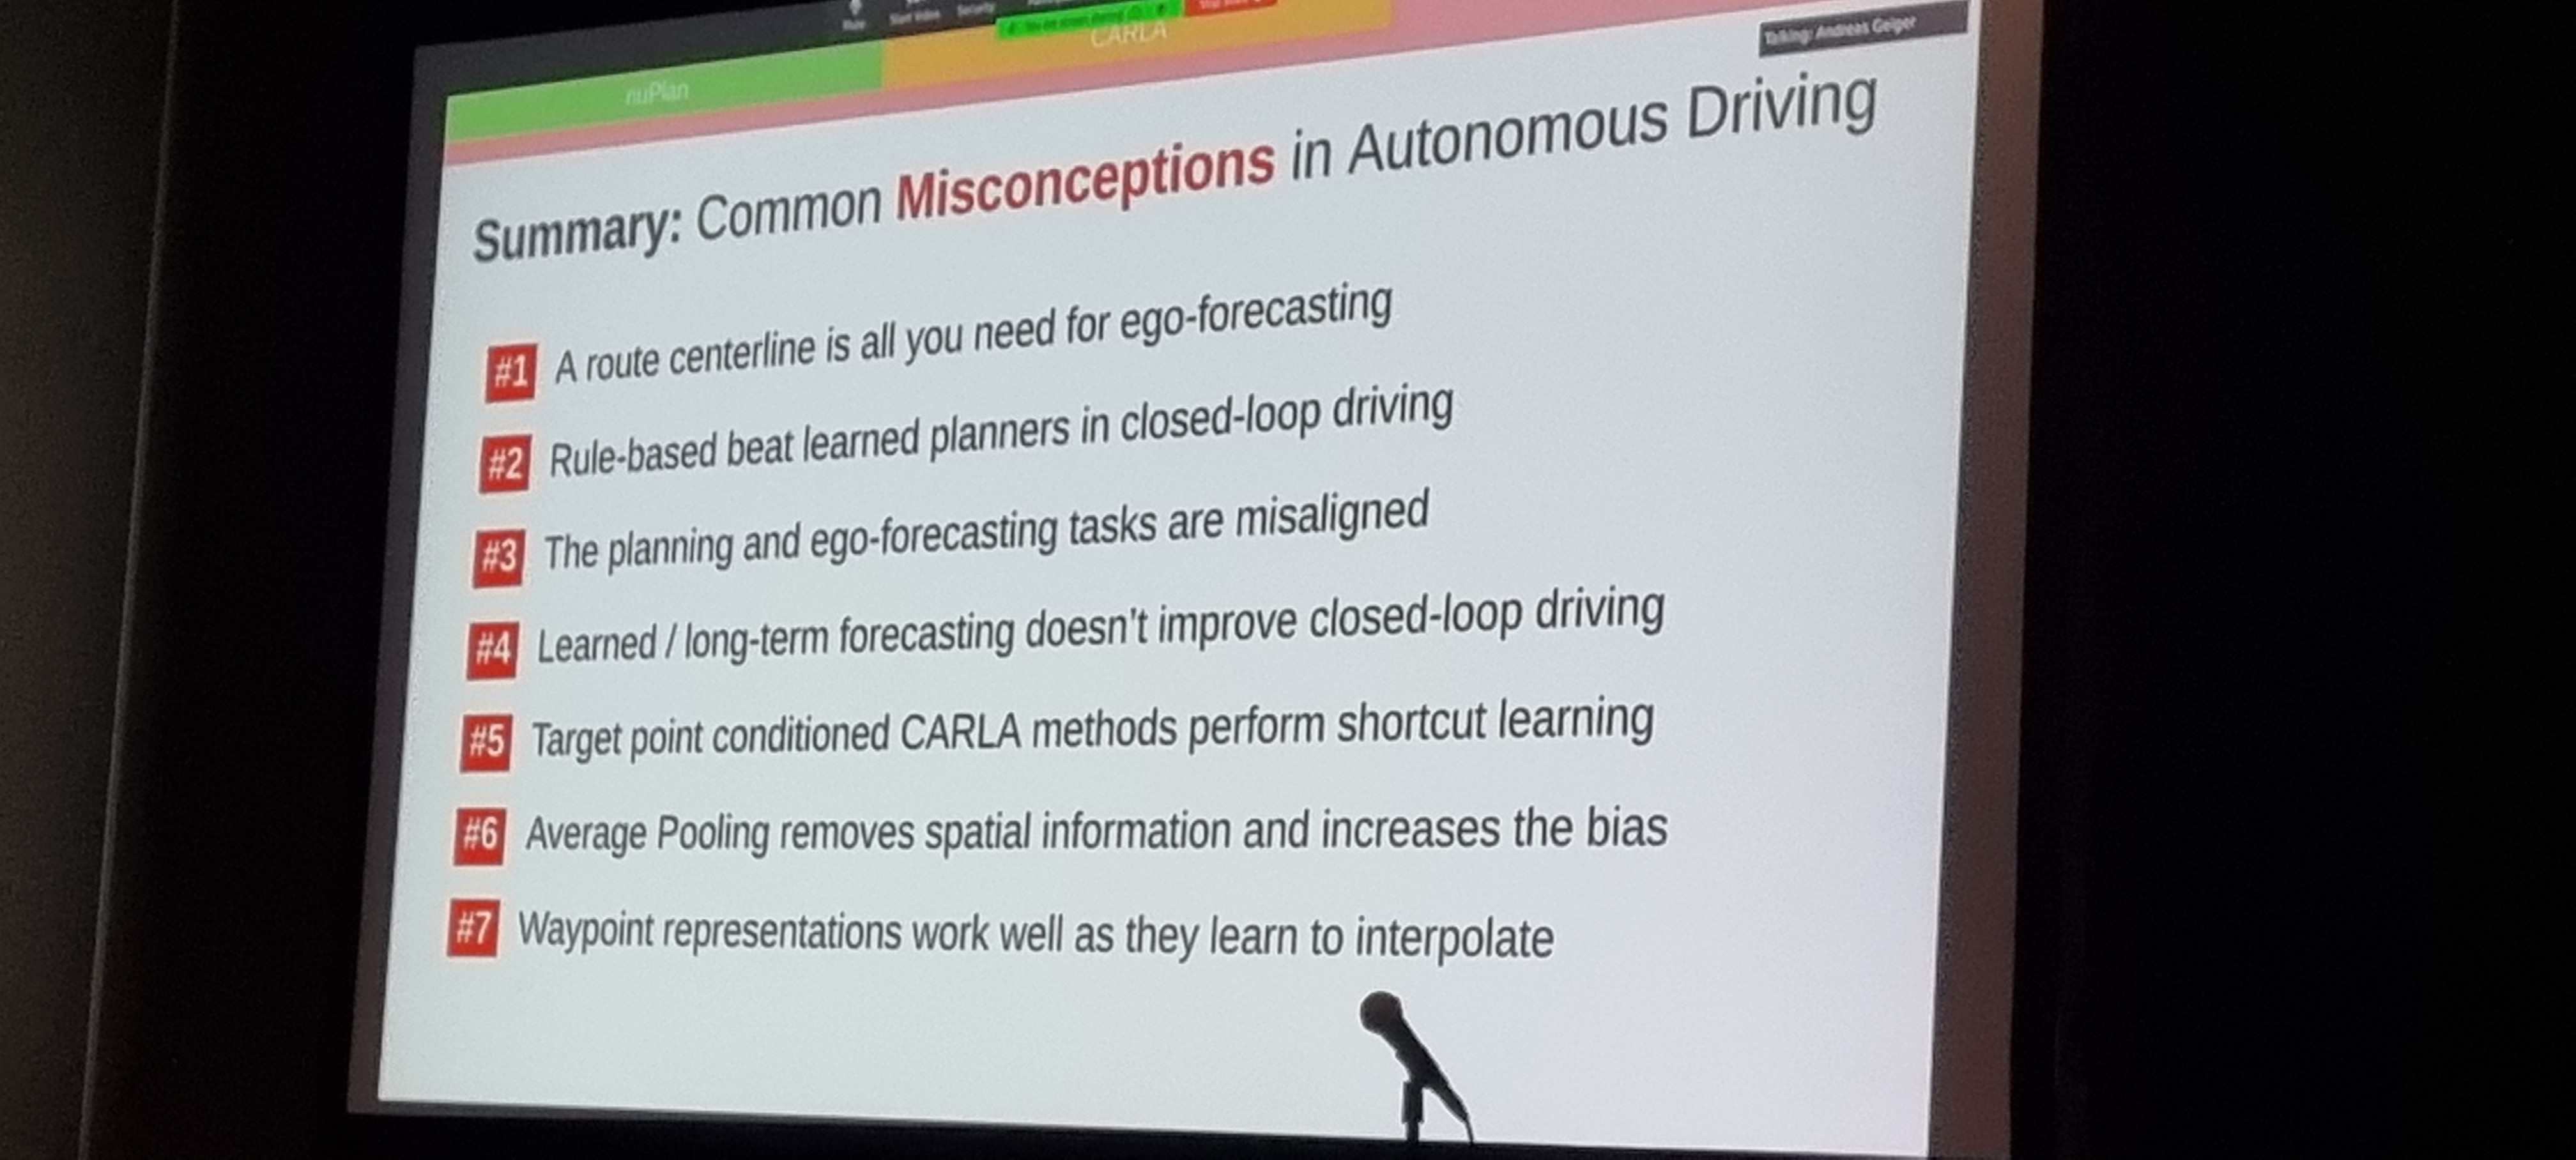 Mute Start Video Security
nuPlan
CARLA
Talking: Andreas Geiger
Summary: Common Misconceptions in Autonomous Driving
#1 A route centerline is all you need for ego-forecasting
#2 Rule-based beat learned planners in closed-loop driving
#3 The planning and ego-forecasting tasks are misaligned
#4 Learned / long-term forecasting doesn't improve closed-loop driving
#5 Target point conditioned CARLA methods perform shortcut learning
#6 Average Pooling removes spatial information and increases the bias
#7 Waypoint representations work well as they learn to interpolate